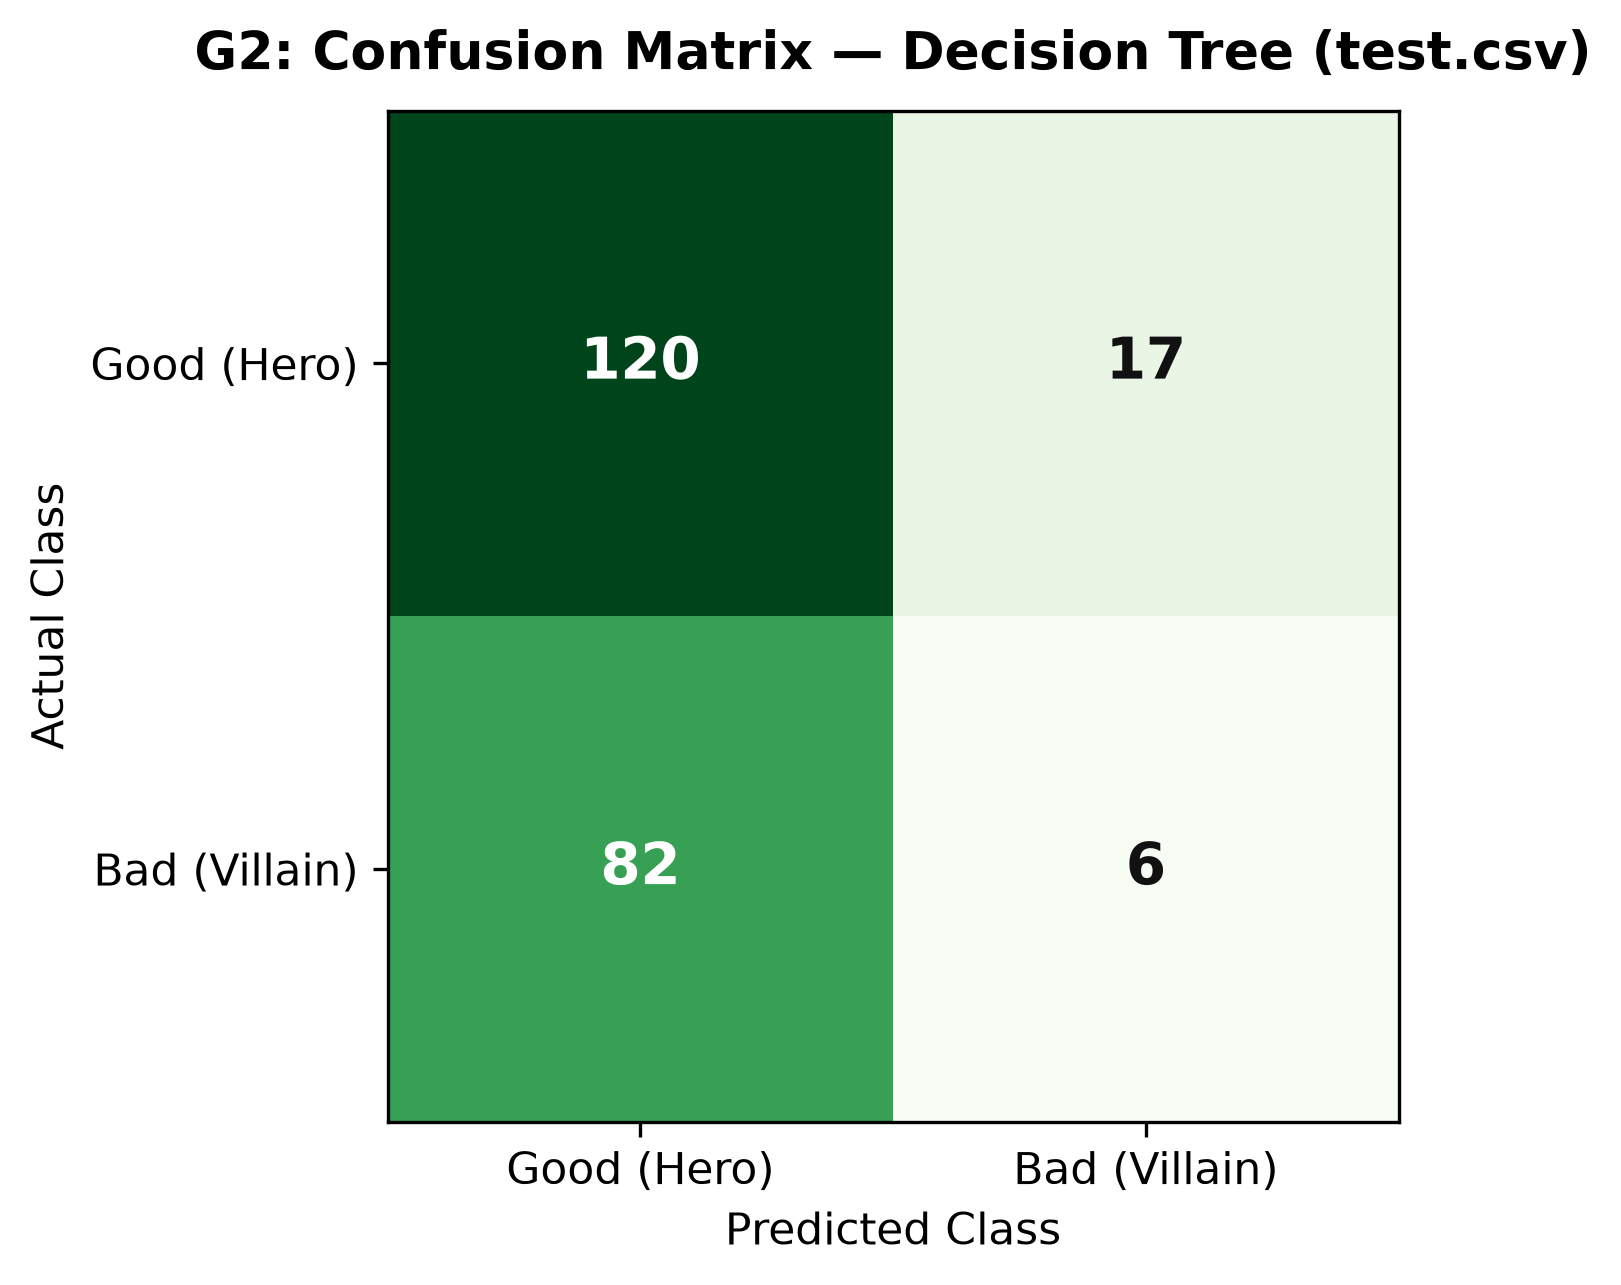 G2: Confusion Matrix — Decision Tree (test.csv)
Actual Class
Good (Hero)
120
17
Bad (Villain)
82
6
Good (Hero)
Bad (Villain)
Predicted Class